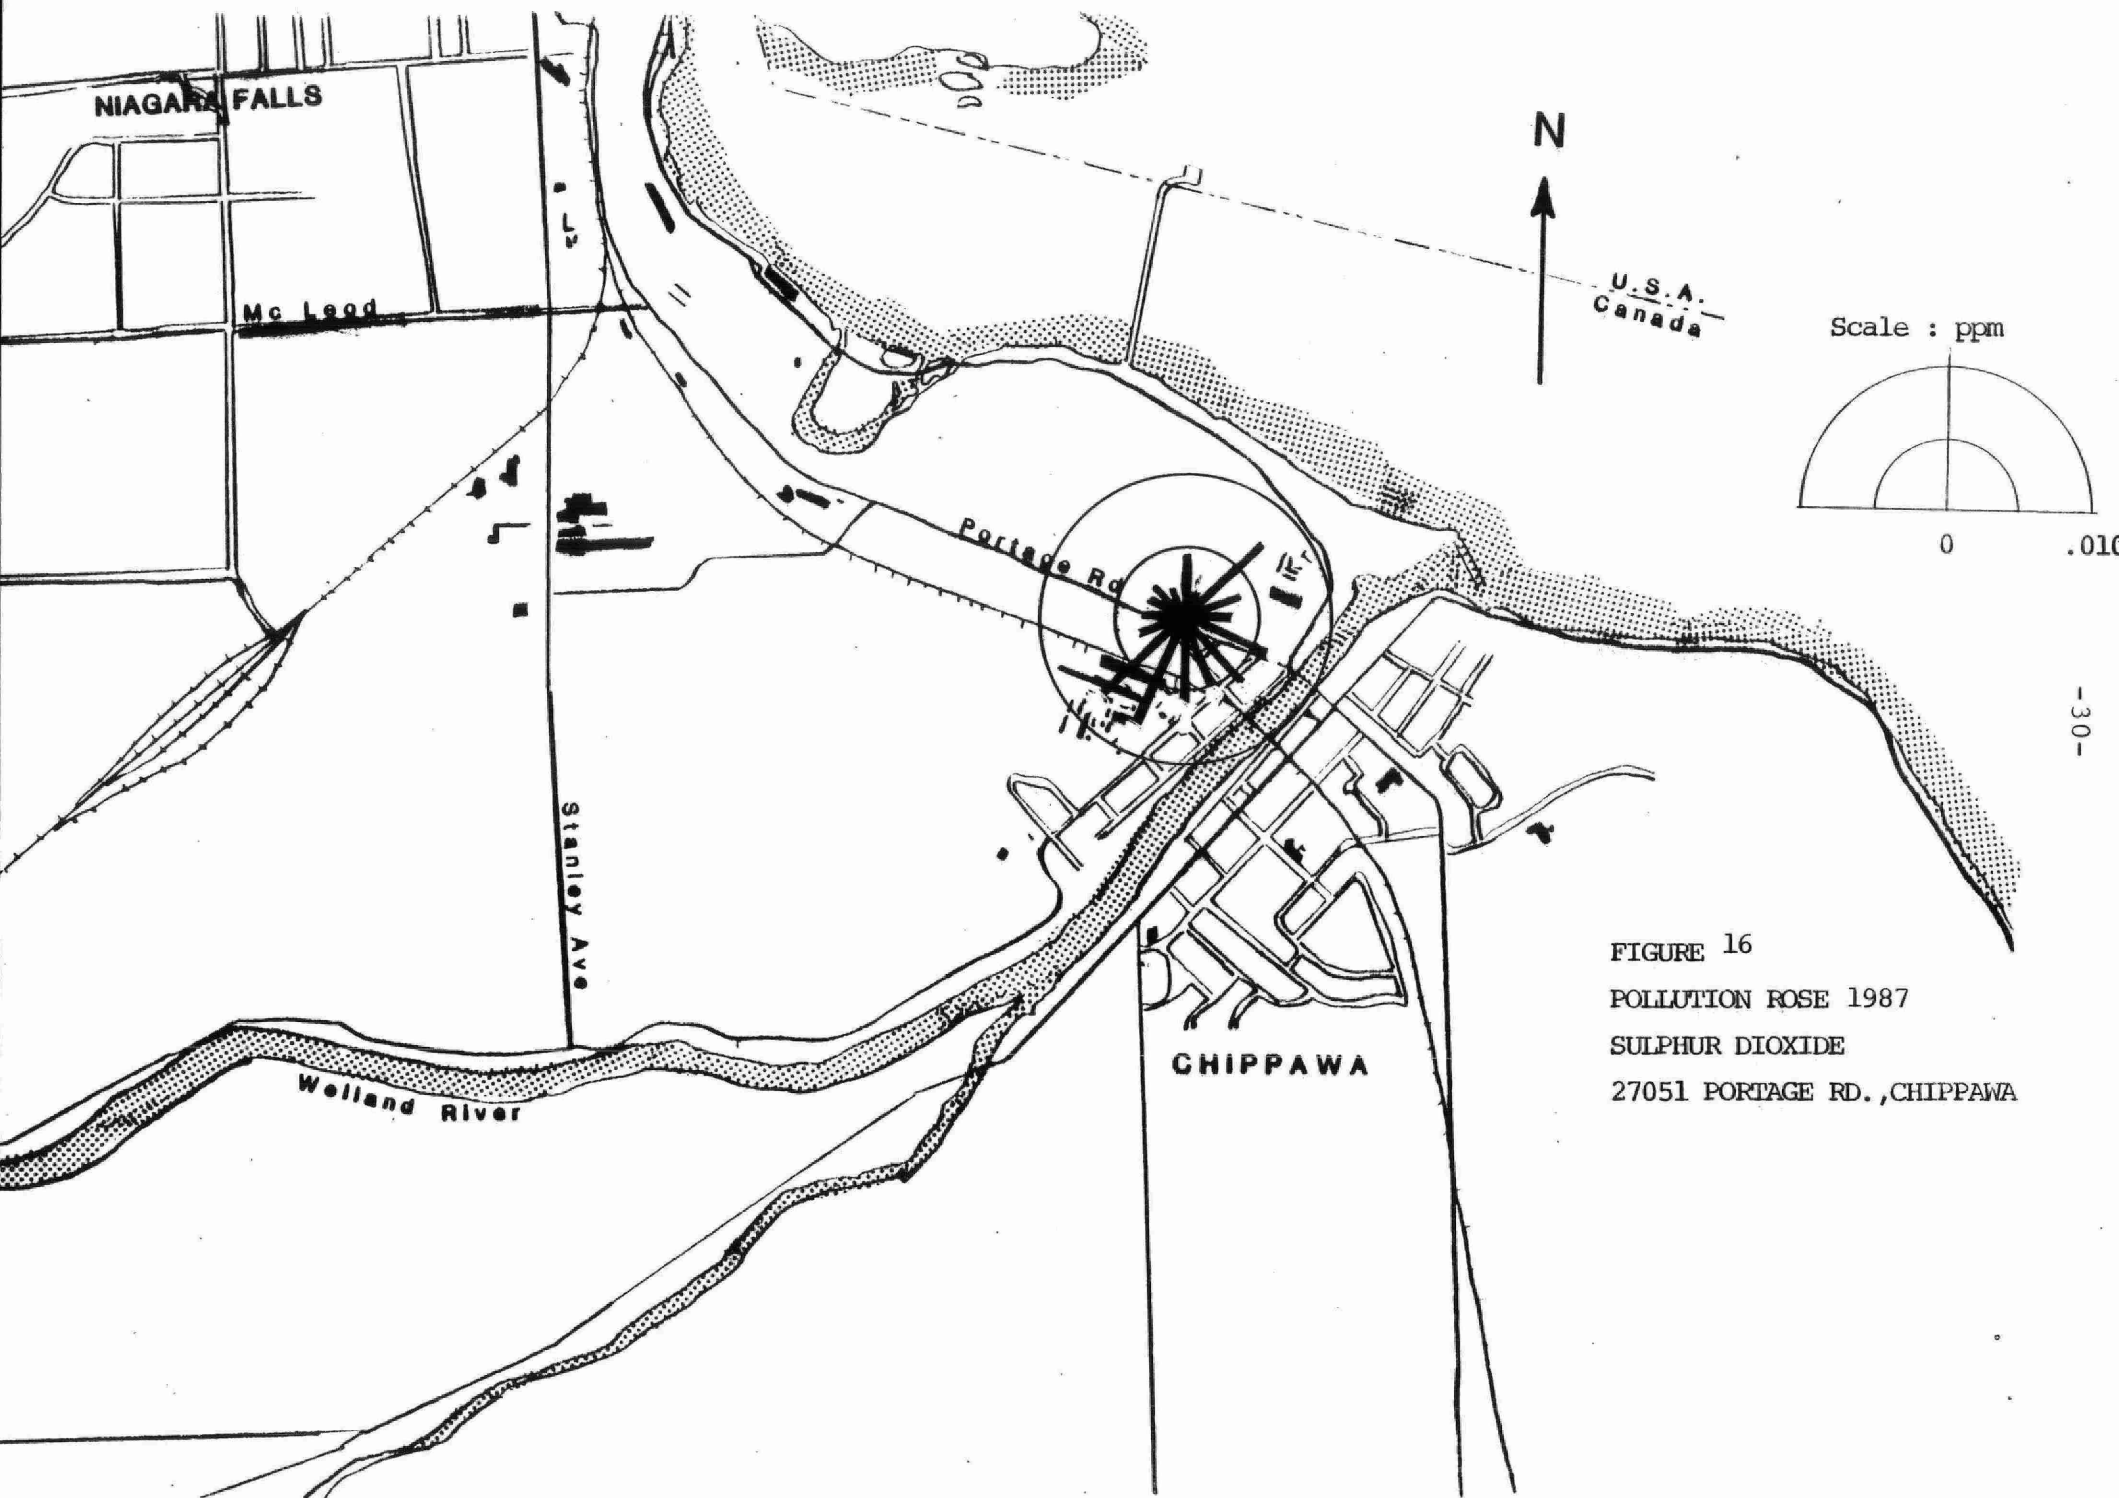 NIAGARA FALLS
N
Mc Leod
U.S.A.
Canada
Scale : ppm
0 .010
Portage Rd
-30-
Stanley Ave
FIGURE 16
POLLUTION ROSE 1987
SULPHUR DIOXIDE
27051 PORTAGE RD.,CHIPPAWA
CHIPPAWA
Welland River